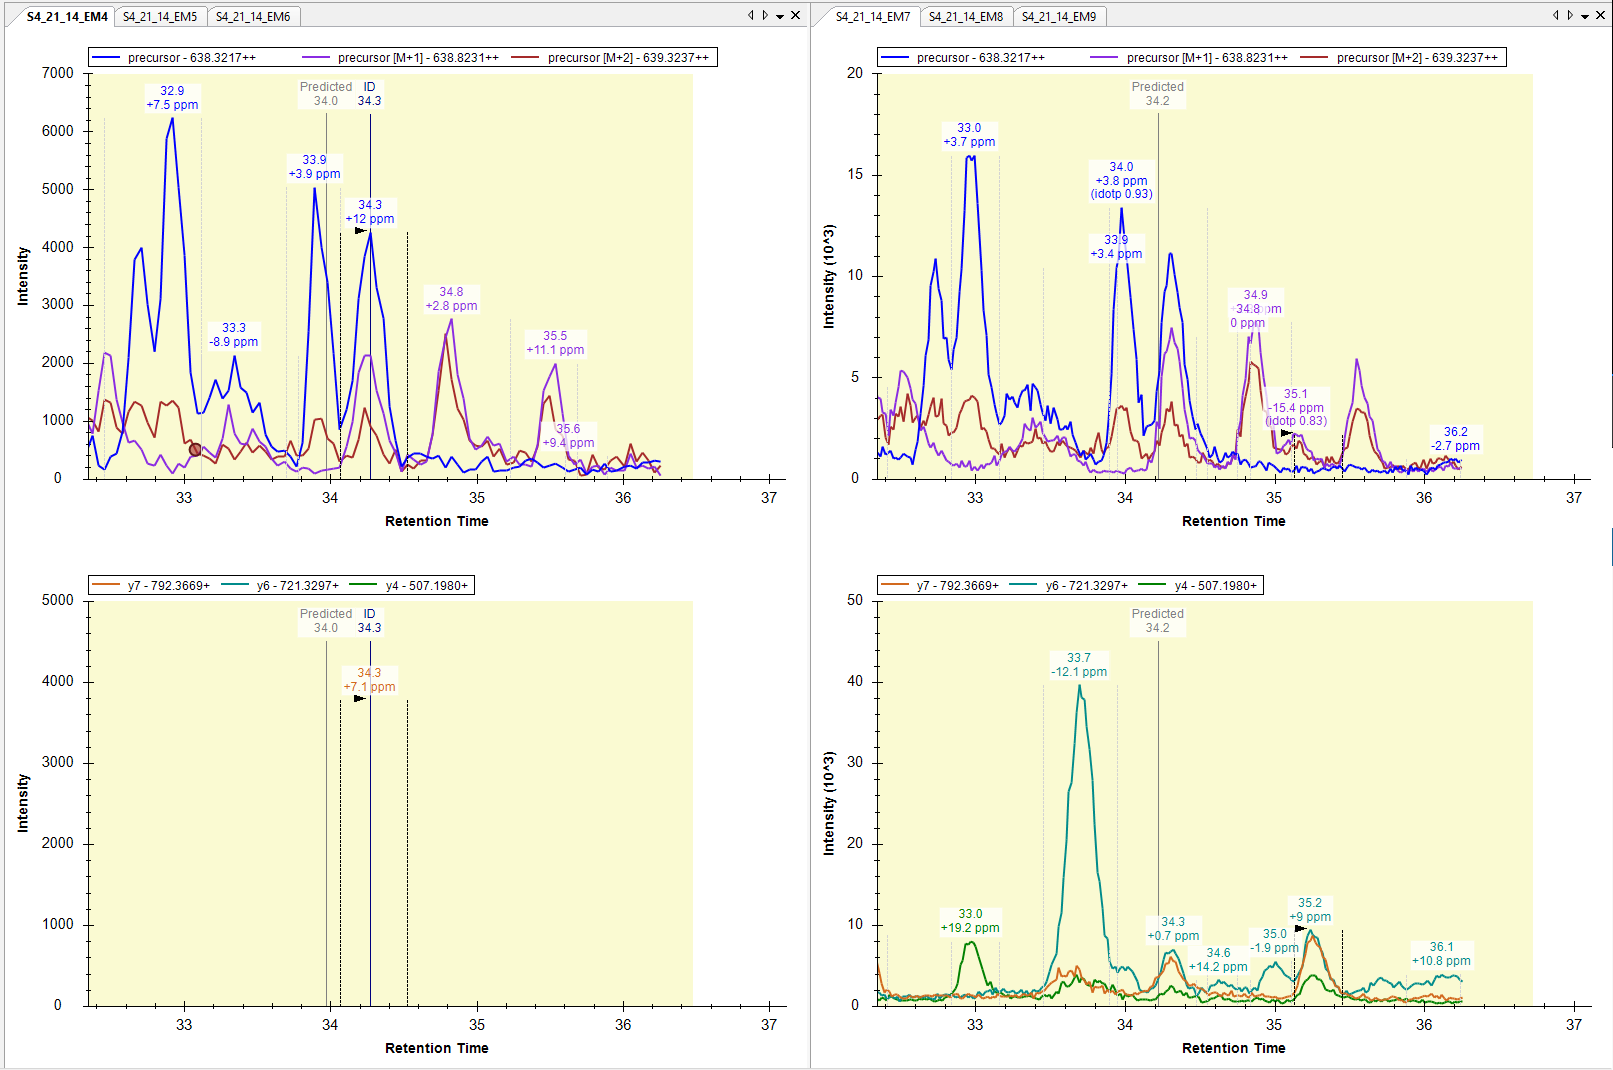 S4_21_14_EM4 S4_21_14_EM5 S4_21_14_EM6
precursor - 638.3217++ precursor [M+1] - 638.8231++ precursor [M+2] - 639.3237++
7000
6000
5000
4000
3000
2000
1000
0
Intensity
32.9
+7.5 ppm
33.3
-8.9 ppm
33.9
+3.9 ppm
Predicted
34.0
ID
34.3
34.3
+12 ppm
34.8
+2.8 ppm
35.5
+11.1 ppm
35.6
+9.4 ppm
33 34 35 36 37
Retention Time
y7 - 792.3669+ y6 - 721.3297+ y4 - 507.1980+
5000
4000
3000
2000
1000
0
Intensity
Predicted
34.0
ID
34.3
34.3
+7.1 ppm
33 34 35 36 37
Retention Time
S4_21_14_EM7 S4_21_14_EM8 S4_21_14_EM9
precursor - 638.3217++ precursor [M+1] - 638.8231++ precursor [M+2] - 639.3237++
20
15
10
5
0
Intensity (10^3)
33.0
+3.7 ppm
Predicted
34.2
34.0
+3.8 ppm
(idotp 0.93)
33.9
+3.4 ppm
34.9
34.8
0 ppm
35.1
-15.4 ppm
(idotp 0.83)
36.2
-2.7 ppm
33 34 35 36 37
Retention Time
y7 - 792.3669+ y6 - 721.3297+ y4 - 507.1980+
50
40
30
20
10
0
Intensity (10^3)
Predicted
34.2
33.7
-12.1 ppm
33.0
+19.2 ppm
34.3
+0.7 ppm
34.6
+14.2 ppm
35.0
-1.9 ppm
35.2
+9 ppm
36.1
+10.8 ppm
33 34 35 36 37
Retention Time